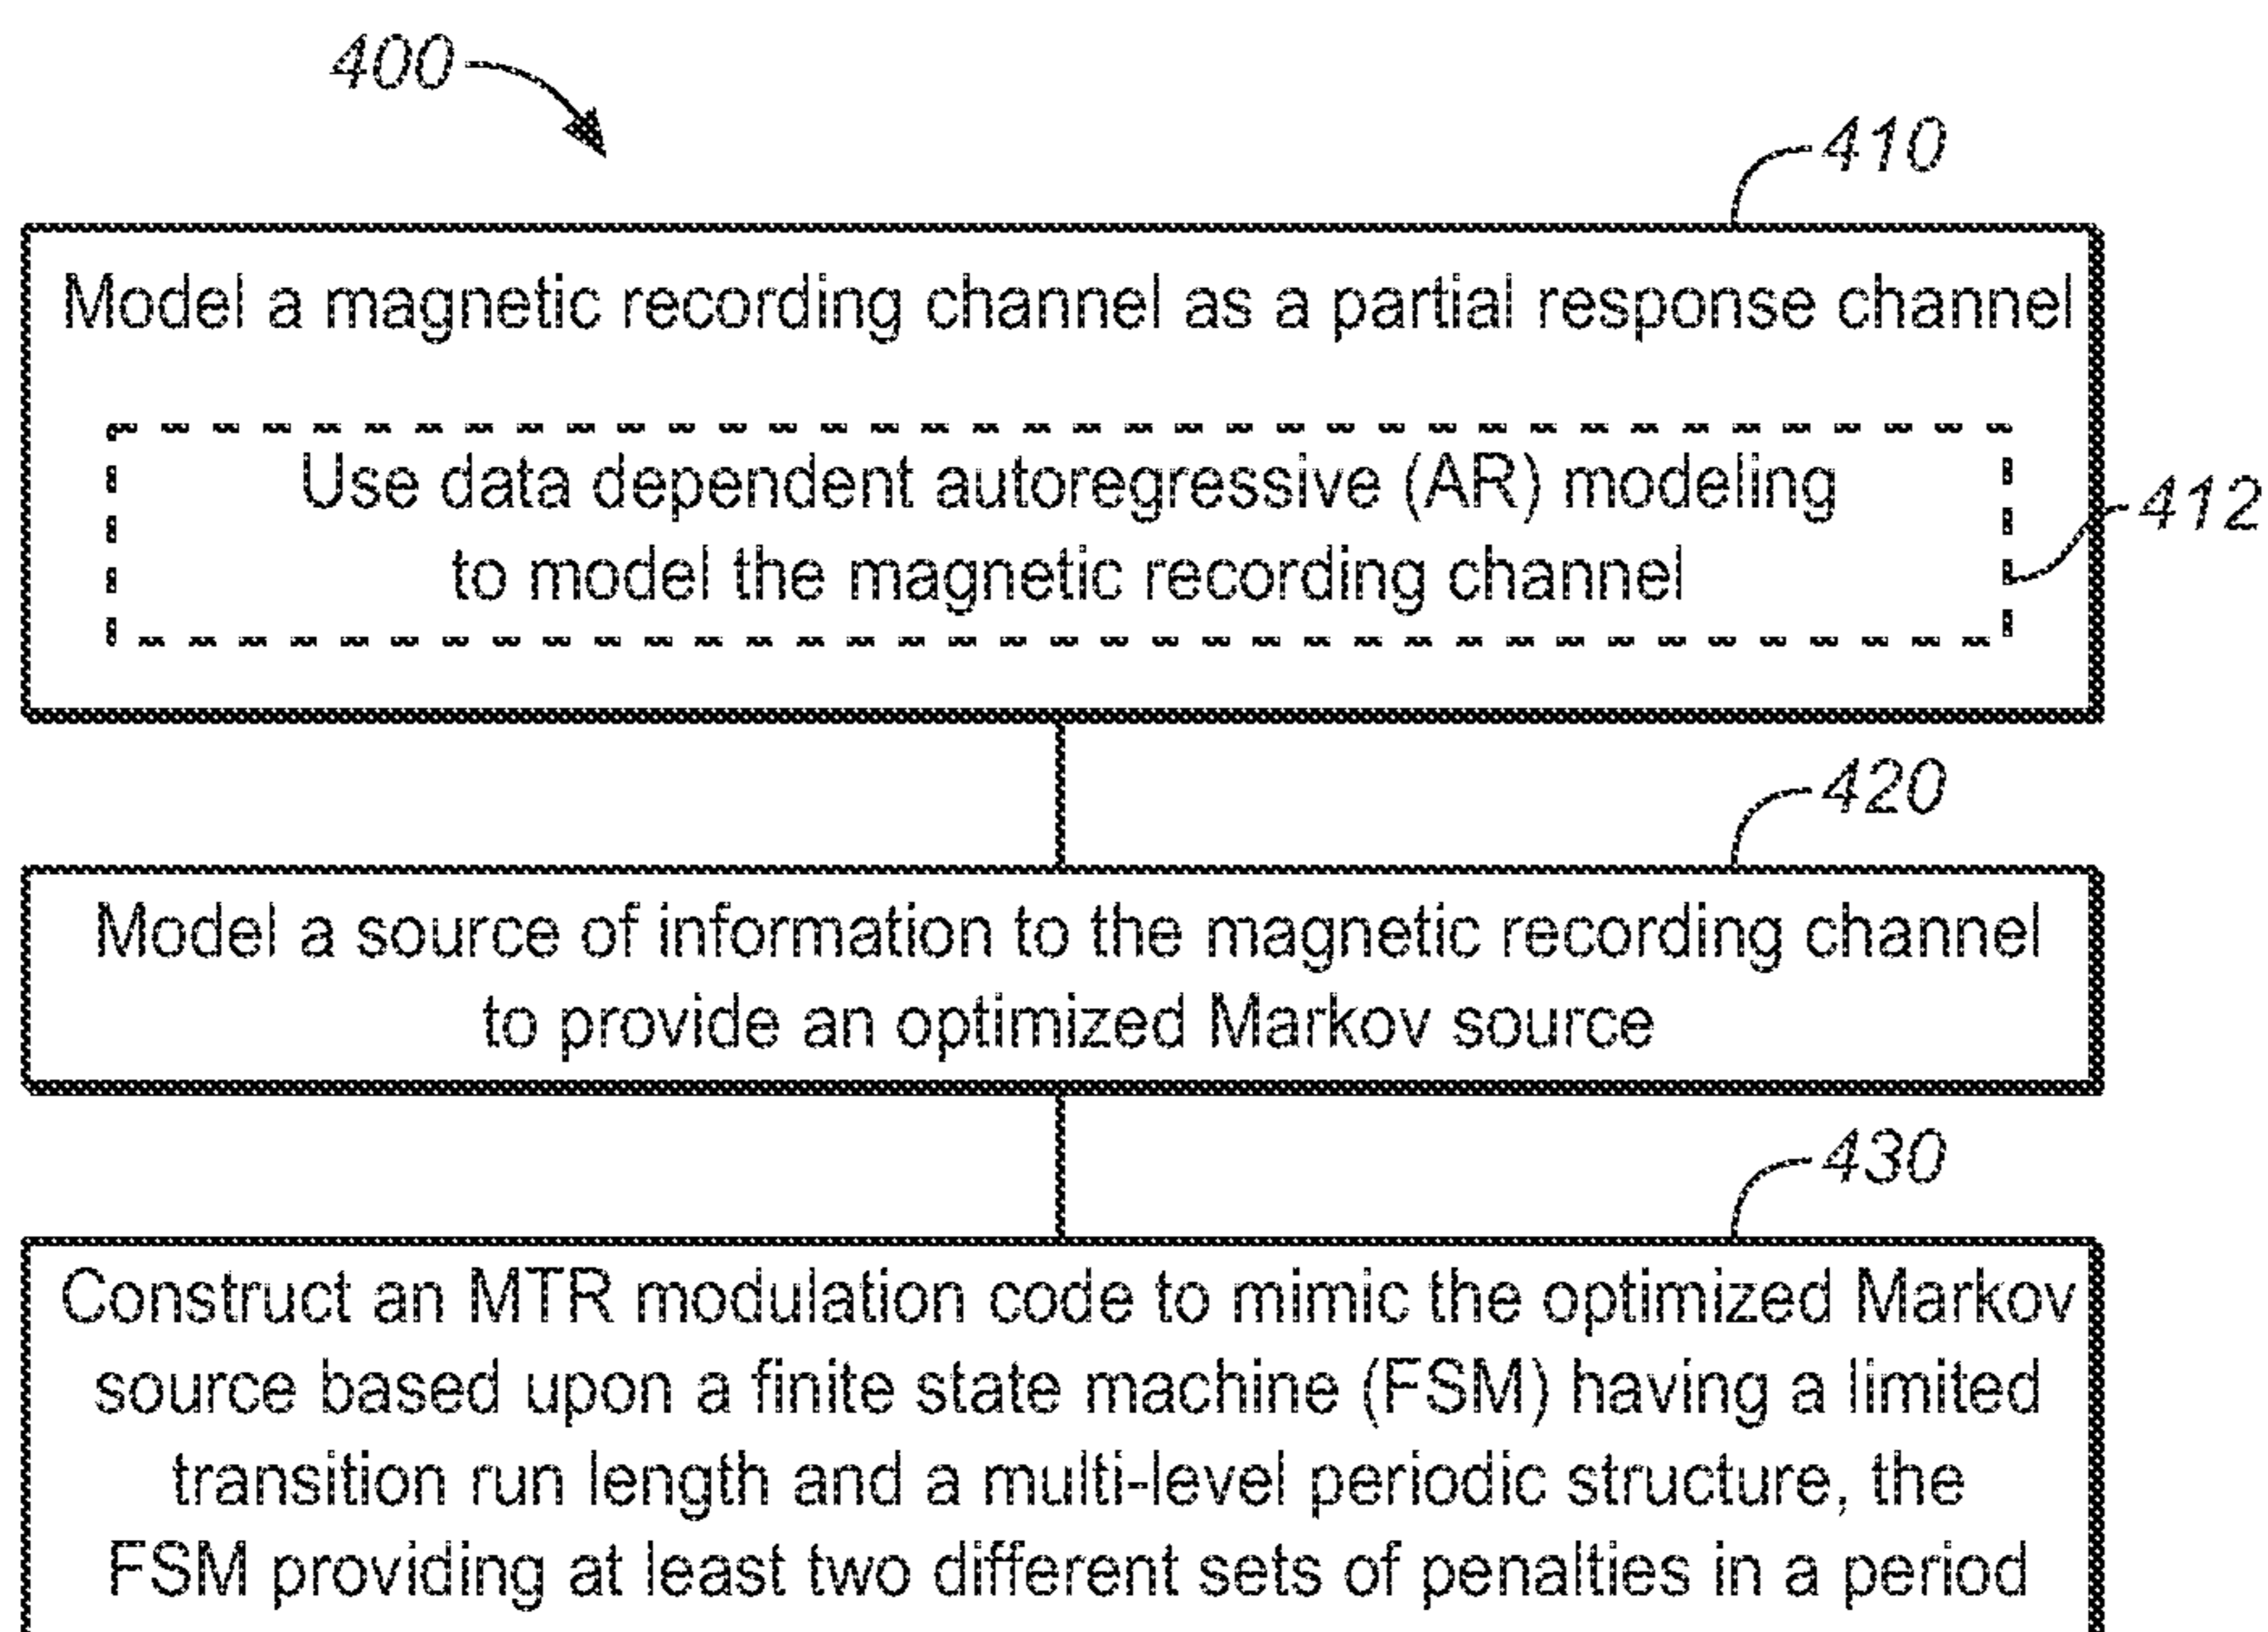 400
410
Model a magnetic recording channel as a partial response channel
Use data dependent autoregressive (AR) modeling
to model the magnetic recording channel
412
420
Model a source of information to the magnetic recording channel
to provide an optimized Markov source
430
Construct an MTR modulation code to mimic the optimized Markov
source based upon a finite state machine (FSM) having a limited
transition run length and a multi-level periodic structure, the
FSM providing at least two different sets of penalties in a period